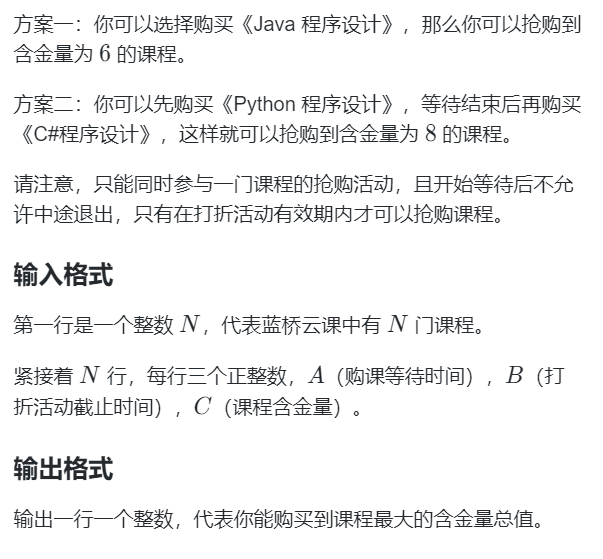 方案一：你可以选择购买《Java 程序设计》，那么你可以抢购到
含金量为 6 的课程。
方案二：你可以先购买《Python 程序设计》，等待结束后再购买
《C#程序设计》，这样就可以抢购到含金量为 8 的课程。
请注意，只能同时参与一门课程的抢购活动，且开始等待后不允
许中途退出，只有在打折活动有效期内才可以抢购课程。
输入格式
第一行是一个整数 N，代表蓝桥云课中有 N 门课程。
紧接着 N 行，每行三个正整数，A（购课等待时间），B（打
折活动截止时间），C（课程含金量）。
输出格式
输出一行一个整数，代表你能购买到课程最大的含金量总值。